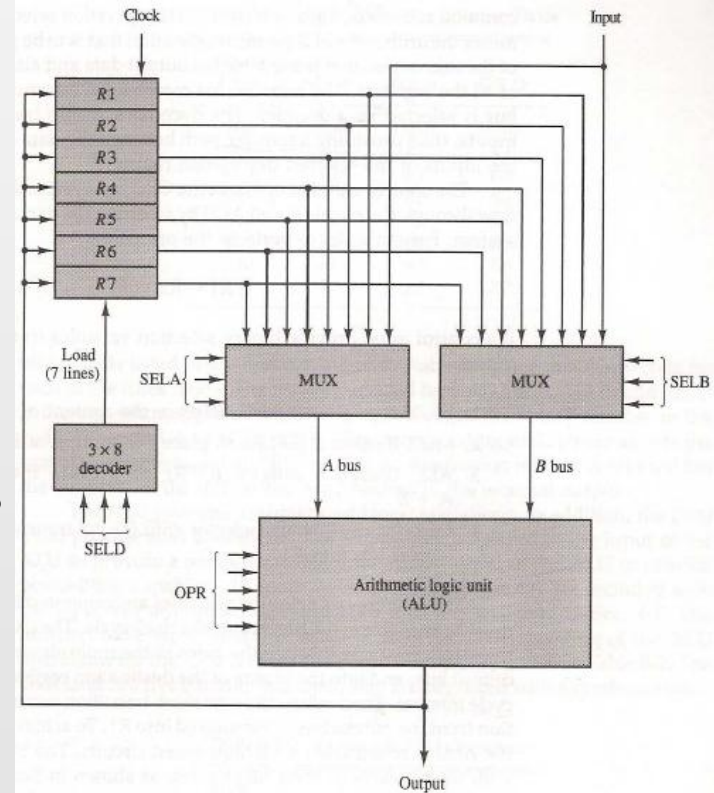 Clock
Input
R1
R2
R3
R4
R5
R6
R7
Load
(7 lines)
SELA
MUX
MUX
SELB
3 × 8
decoder
A bus
B bus
SELD
OPR
Arithmetic logic unit
(ALU)
Output